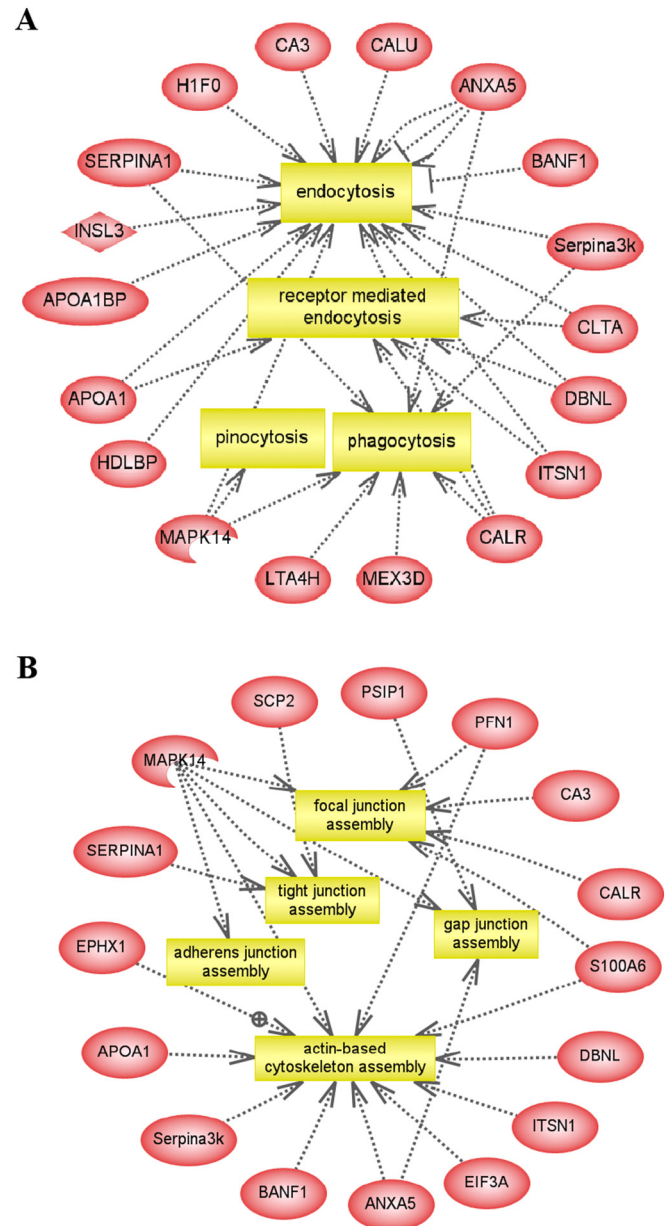 A
CA3
CALU
H1F0
ANXA5
SERPINA1
endocytosis
BANF1
INSL3
Serpina3k
APOA1BP
receptor mediated
endocytosis
CLTA
APOA1
DBNL
pinocytosis
phagocytosis
HDLBP
ITSN1
MAPK14
CALR
LTA4H
MEX3D
B
SCP2
PSIP1
PFN1
MAPK14
focal junction
assembly
CA3
SERPINA1
tight junction
assembly
CALR
gap junction
assembly
EPHX1
adherens junction
assembly
S100A6
APOA1
actin-based
cytoskeleton assembly
DBNL
Serpina3k
ITSN1
BANF1
ANXA5
EIF3A